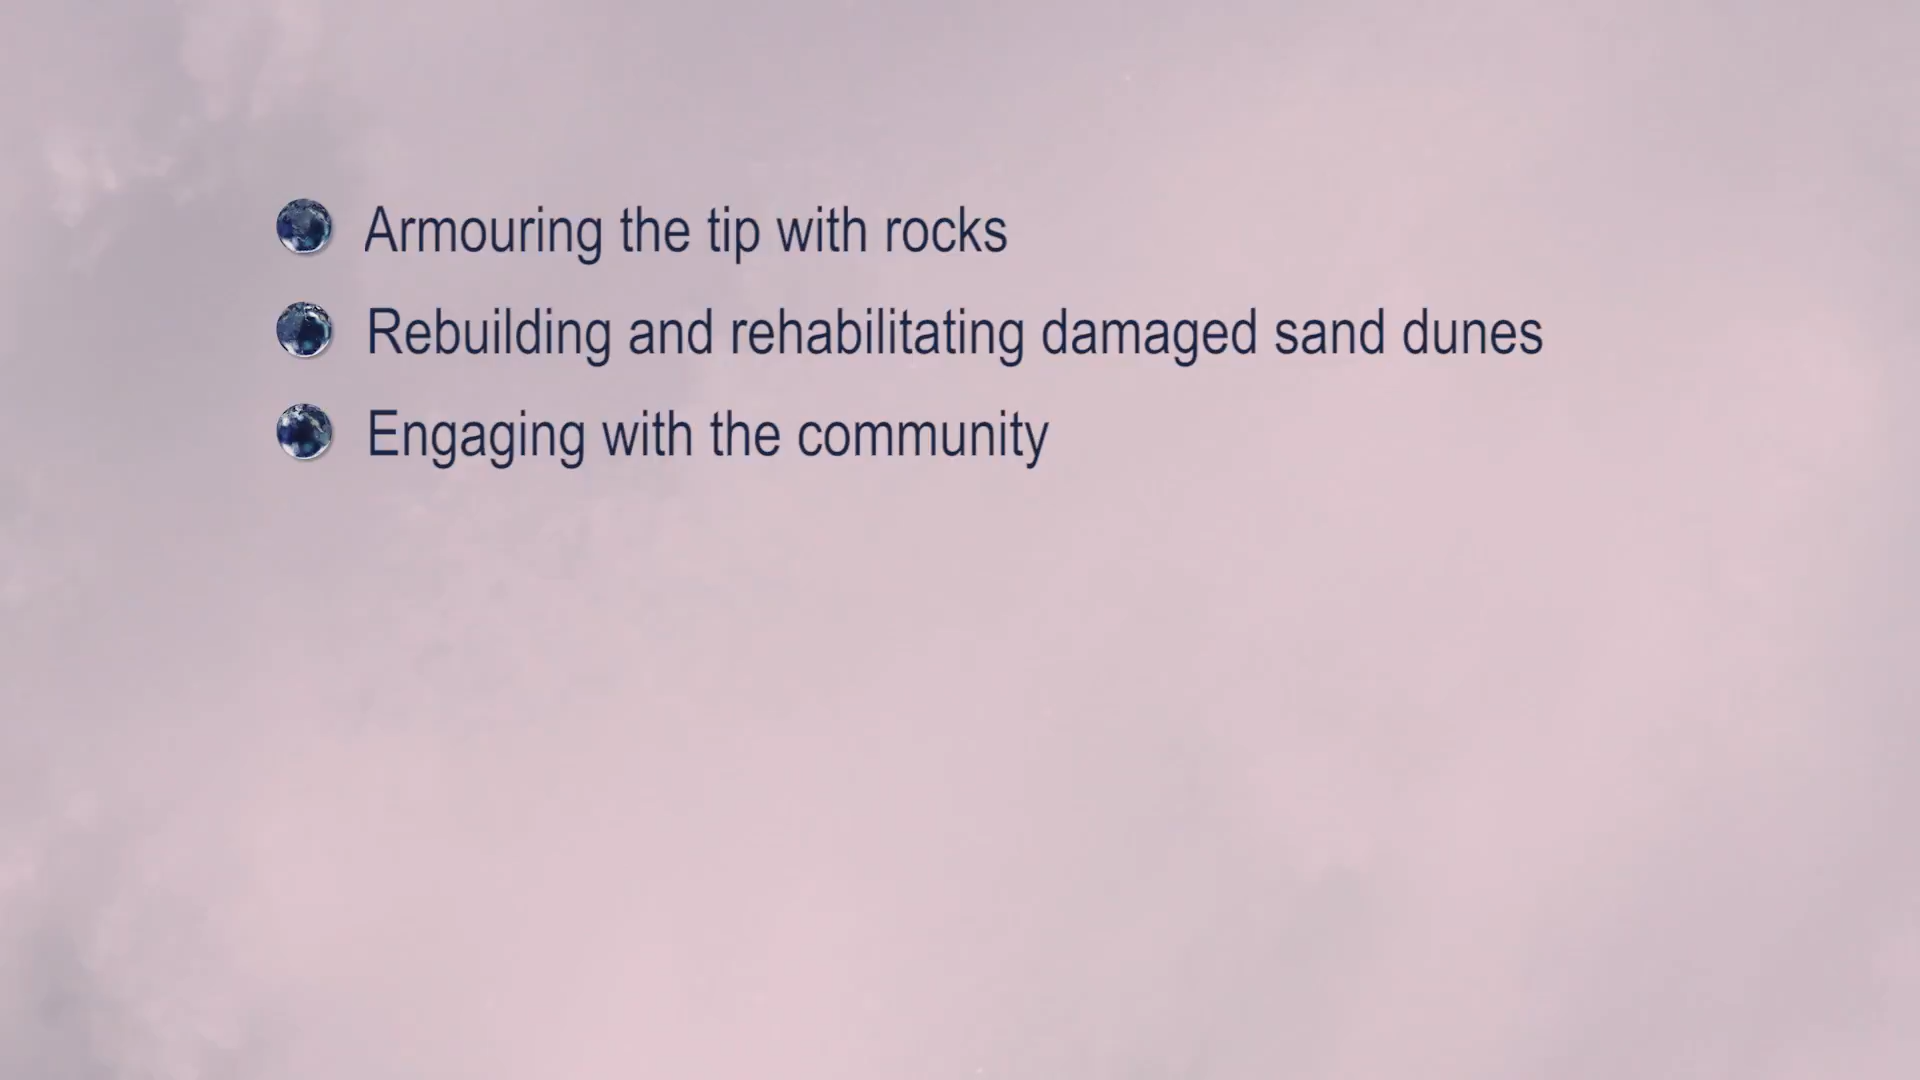 Armouring the tip with rocks
Rebuilding and rehabilitating damaged sand dunes
Engaging with the community